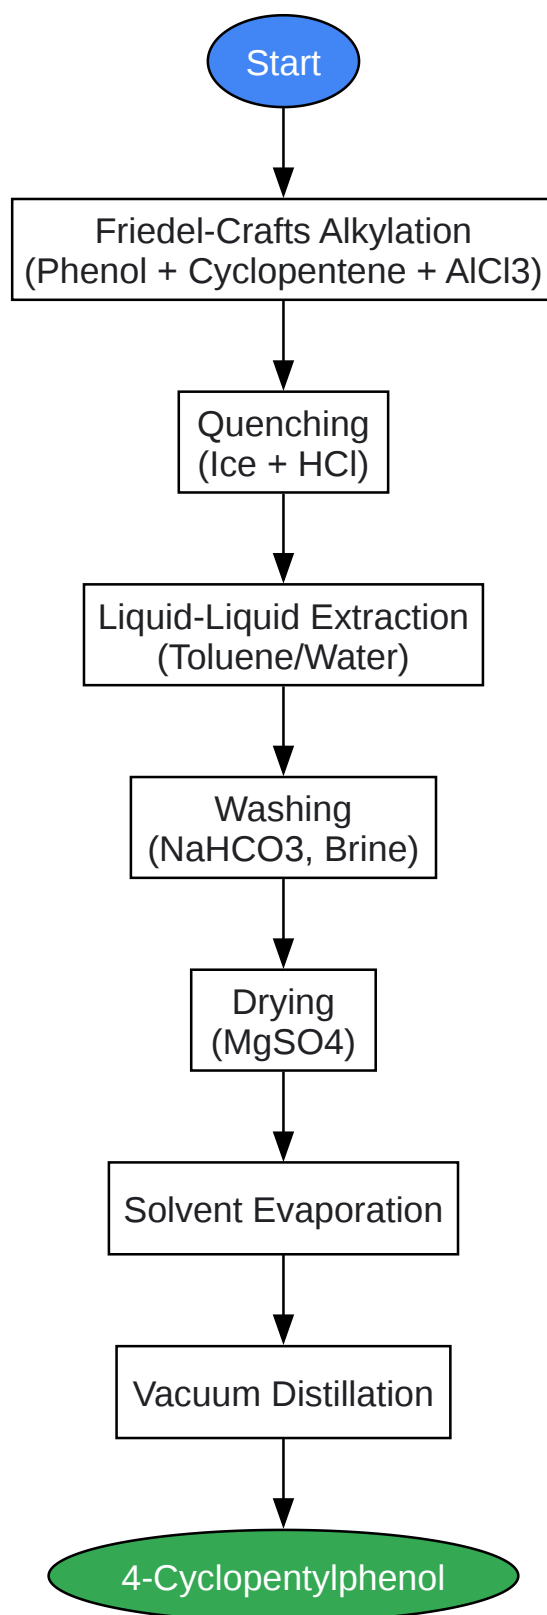 Start
Friedel-Crafts Alkylation
(Phenol + Cyclopentene + AlCl3)
Quenching
(Ice + HCl)
Liquid-Liquid Extraction
(Toluene/Water)
Washing
(NaHCO3, Brine)
Drying
(MgSO4)
Solvent Evaporation
Vacuum Distillation
4-Cyclopentylphenol